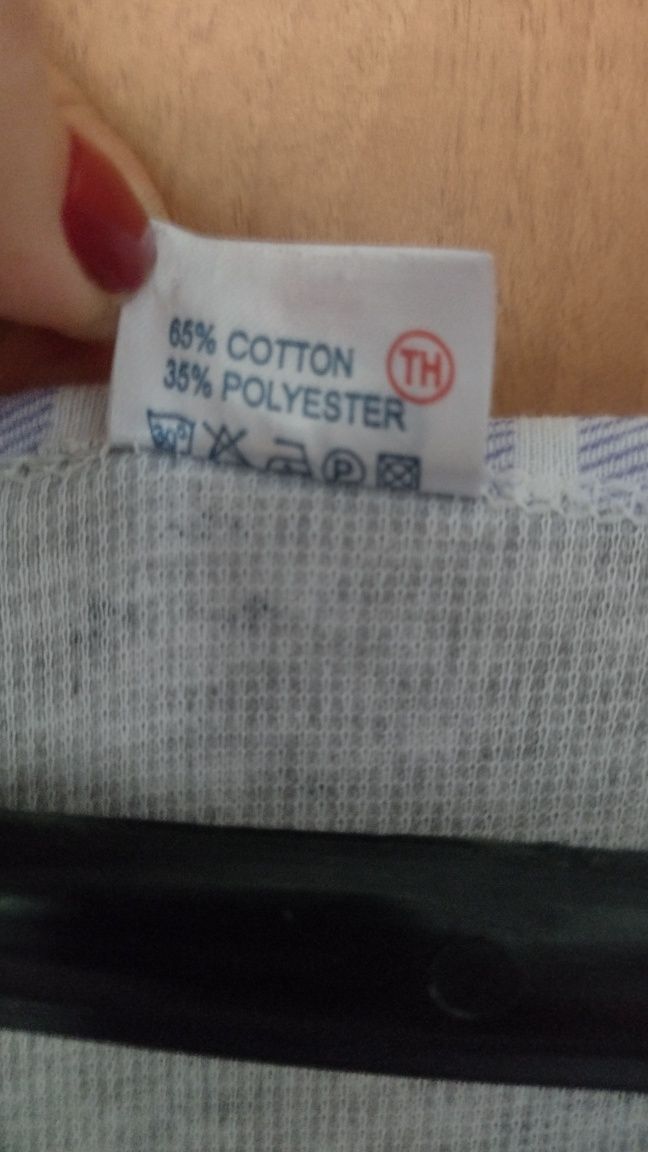 65% COTTON
35% POLYESTER
TH
30°
P